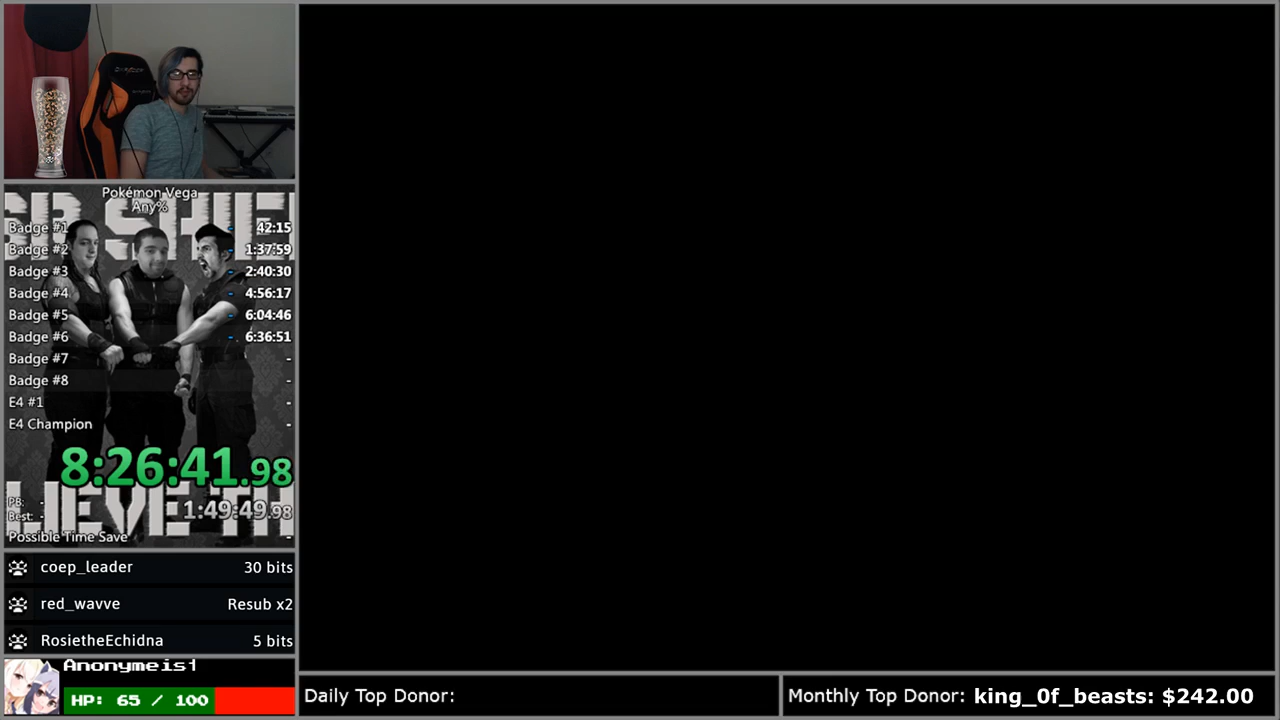 Pokémon Vega
Any%
Badge #1 - 42:15
Badge #2 - 1:37:59
Badge #3 - 2:40:30
Badge #4 - 4:56:17
Badge #5 - 6:04:46
Badge #6 - 6:36:51
Badge #7 -
Badge #8 -
E4 #1 -
E4 Champion -
8:26:41.98
PB: -
Best: -
1:49:49.98
LIEVE TH
Possible Time Save -
coep_leader 30 bits
red_wavve Resub x2
RosietheEchidna 5 bits
Anonymeis
HP: 65 / 100
Daily Top Donor:
Monthly Top Donor: king_0f_beasts: $242.00